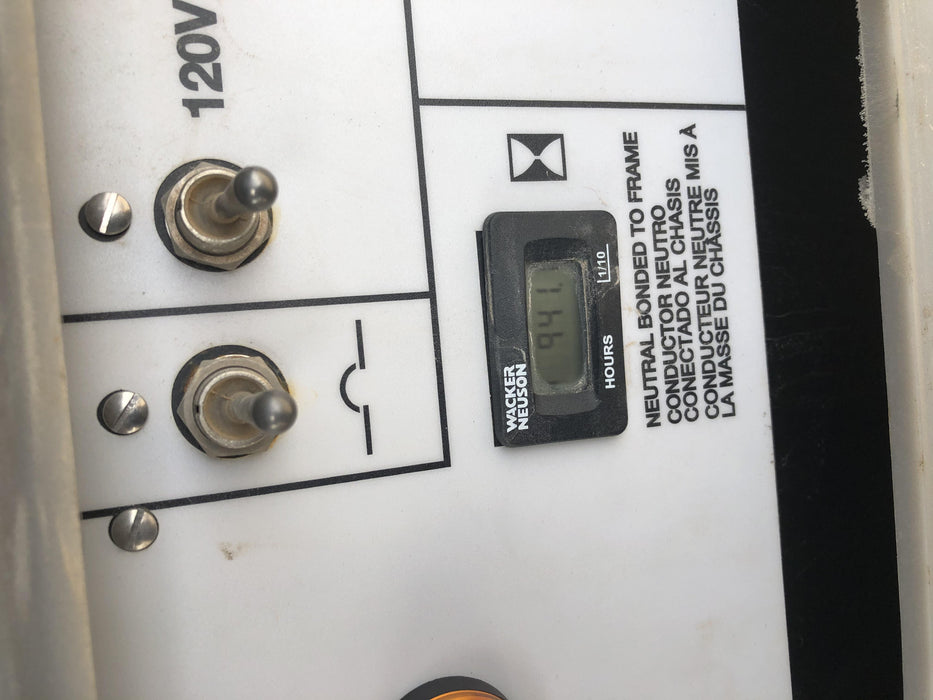 120V
WACKER
NEUSON
HOURS
1/10
NEUTRAL BONDED TO FRAME
CONDUCTOR NEUTRO
CONECTADO AL CHASIS
CONDUCTEUR NEUTRE MIS À
LA MASSE DU CHÂSSIS